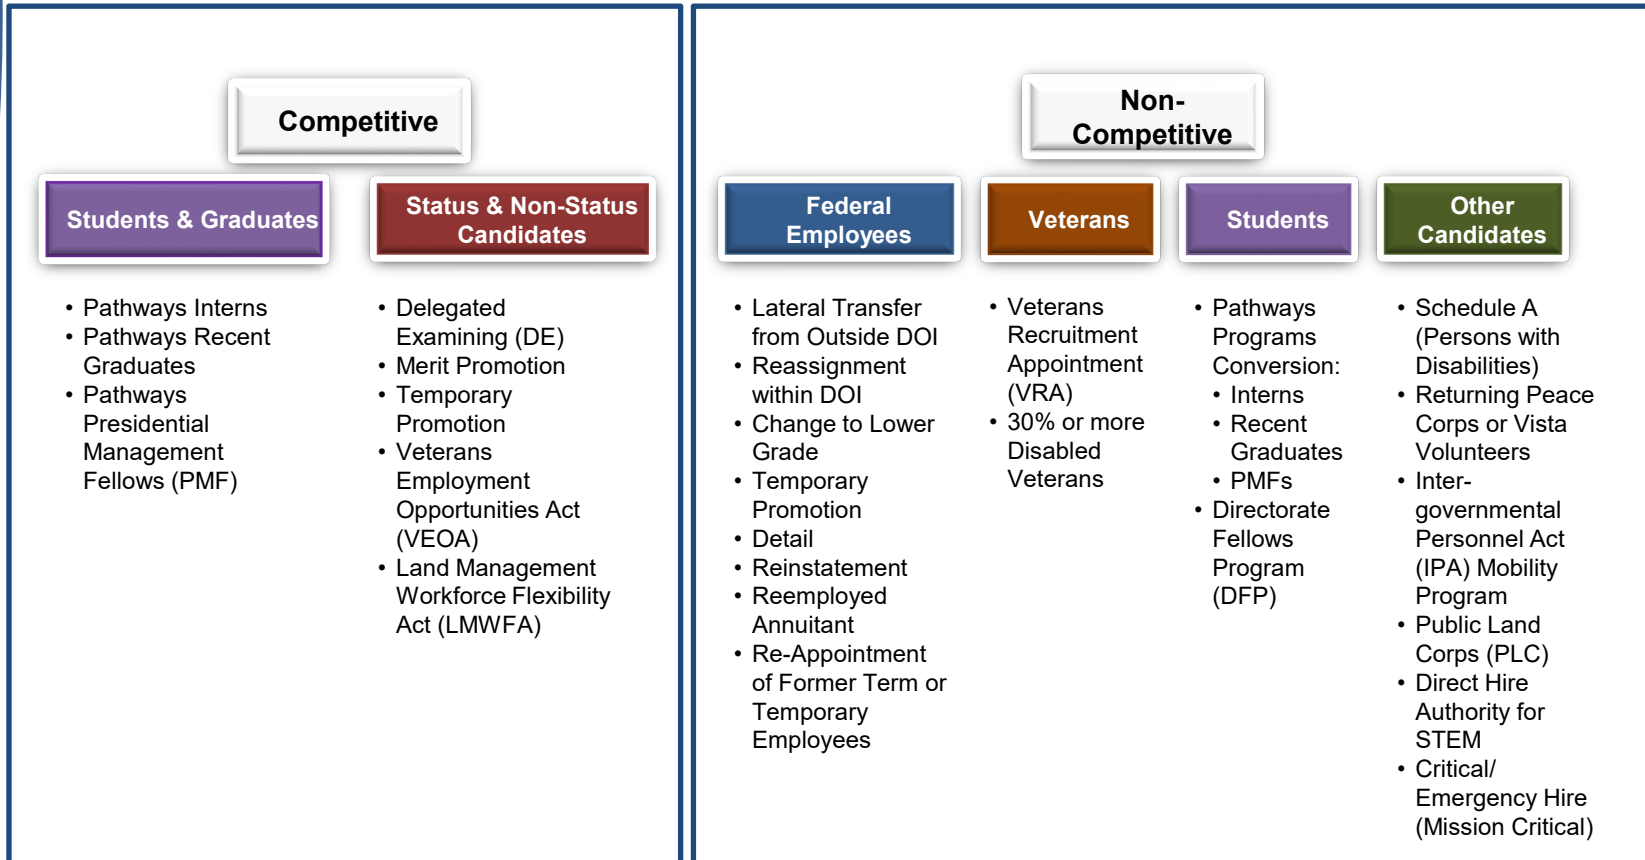 Competitive
Students & Graduates
• Pathways Interns
• Pathways Recent
Graduates
• Pathways
Presidential
Management
Fellows (PMF)
Status & Non-Status
Candidates
• Delegated
Examining (DE)
• Merit Promotion
• Temporary
Promotion
• Veterans
Employment
Opportunities Act
(VEOA)
• Land Management
Workforce Flexibility
Act (LMWFA)
Non-
Competitive
Federal
Employees
• Lateral Transfer
from Outside DOI
• Reassignment
within DOI
• Change to Lower
Grade
• Temporary
Promotion
• Detail
• Reinstatement
• Reemployed
Annuitant
• Re-Appointment
of Former Term or
Temporary
Employees
Veterans
• Veterans
Recruitment
Appointment
(VRA)
• 30% or more
Disabled
Veterans
Students
• Pathways
Programs
Conversion:
• Interns
• Recent
Graduates
• PMFs
• Directorate
Fellows
Program
(DFP)
Other
Candidates
• Schedule A
(Persons with
Disabilities)
• Returning Peace
Corps or Vista
Volunteers
• Inter-
governmental
Personnel Act
(IPA) Mobility
Program
• Public Land
Corps (PLC)
• Direct Hire
Authority for
STEM
• Critical/
Emergency Hire
(Mission Critical)